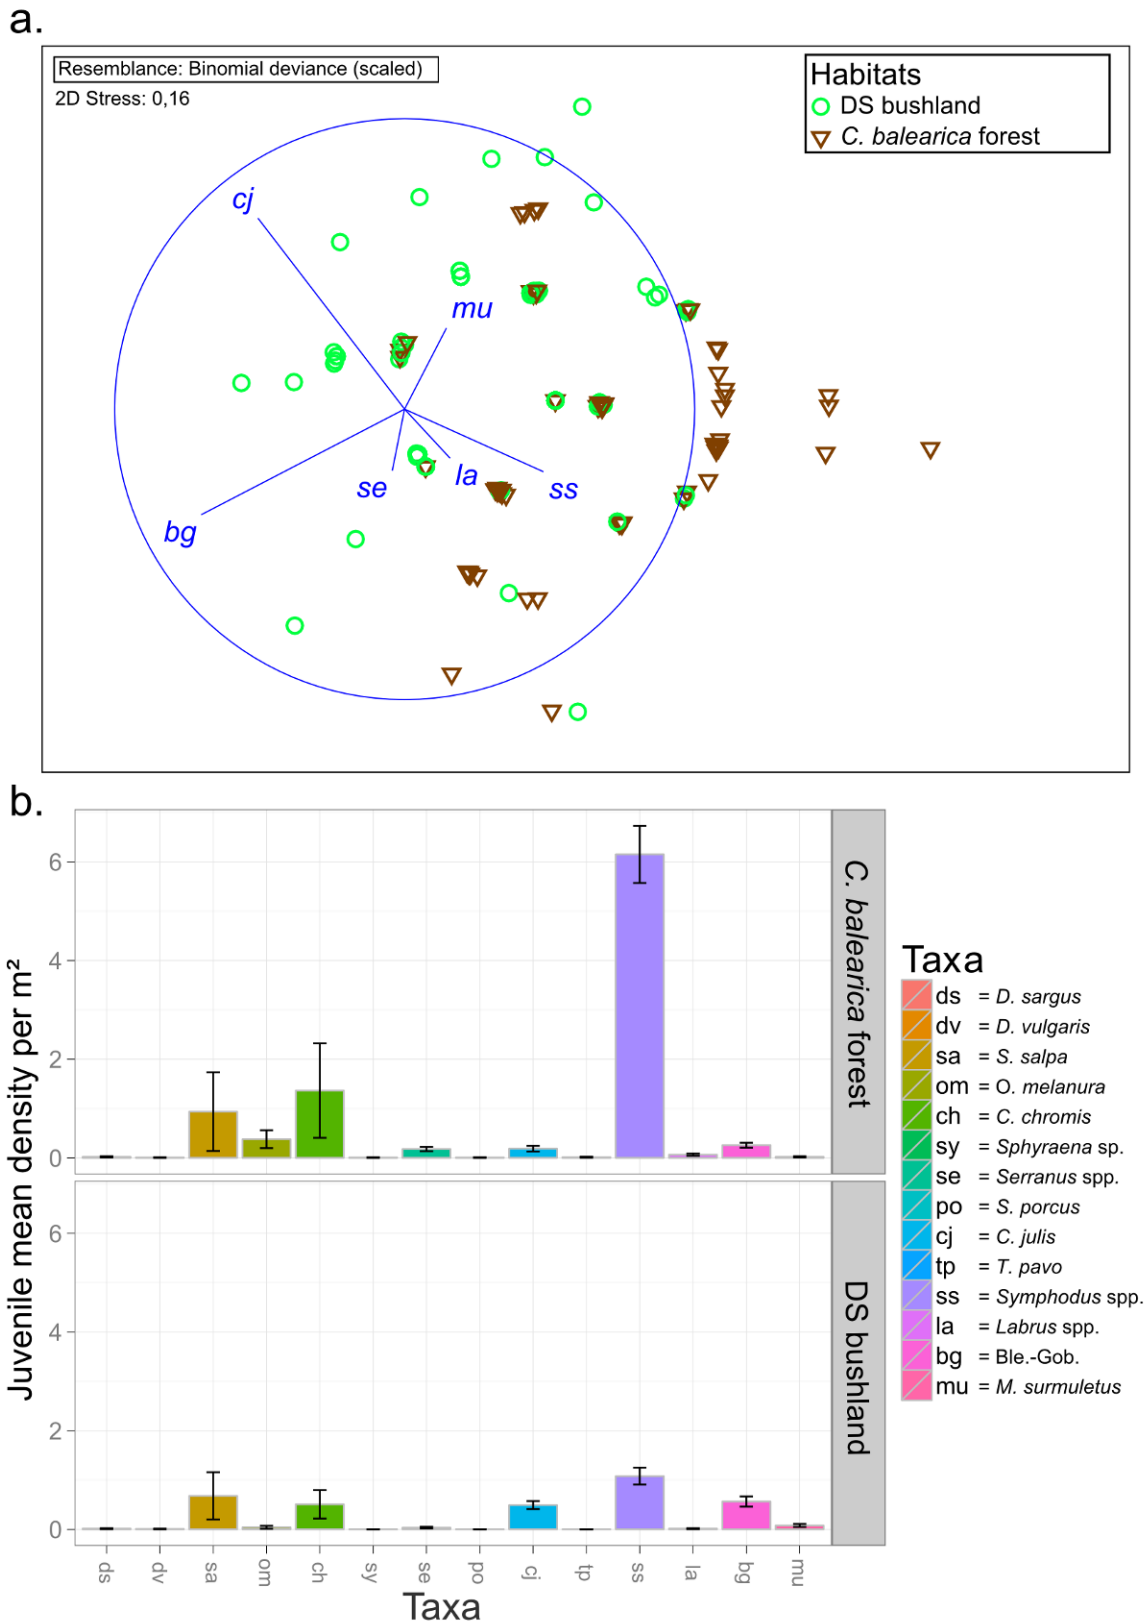 a.
Resemblance: Binomial deviance (scaled)
2D Stress: 0,16
Habitats
DS bushland
C. balearica forest
cj
mu
se
la
ss
bg
b.
Juvenile mean density per m²
6
4
2
0
C. balearica forest
6
4
2
0
DS bushland
ds dv sa om ch sy se po cj tp ss la bg mu
Taxa
Taxa
ds = D. sargus
dv = D. vulgaris
sa = S. salpa
om = O. melanura
ch = C. chromis
sy = Sphyraena sp.
se = Serranus spp.
po = S. porcus
cj = C. julis
tp = T. pavo
ss = Symphodus spp.
la = Labrus spp.
bg = Ble.-Gob.
mu = M. surmuletus